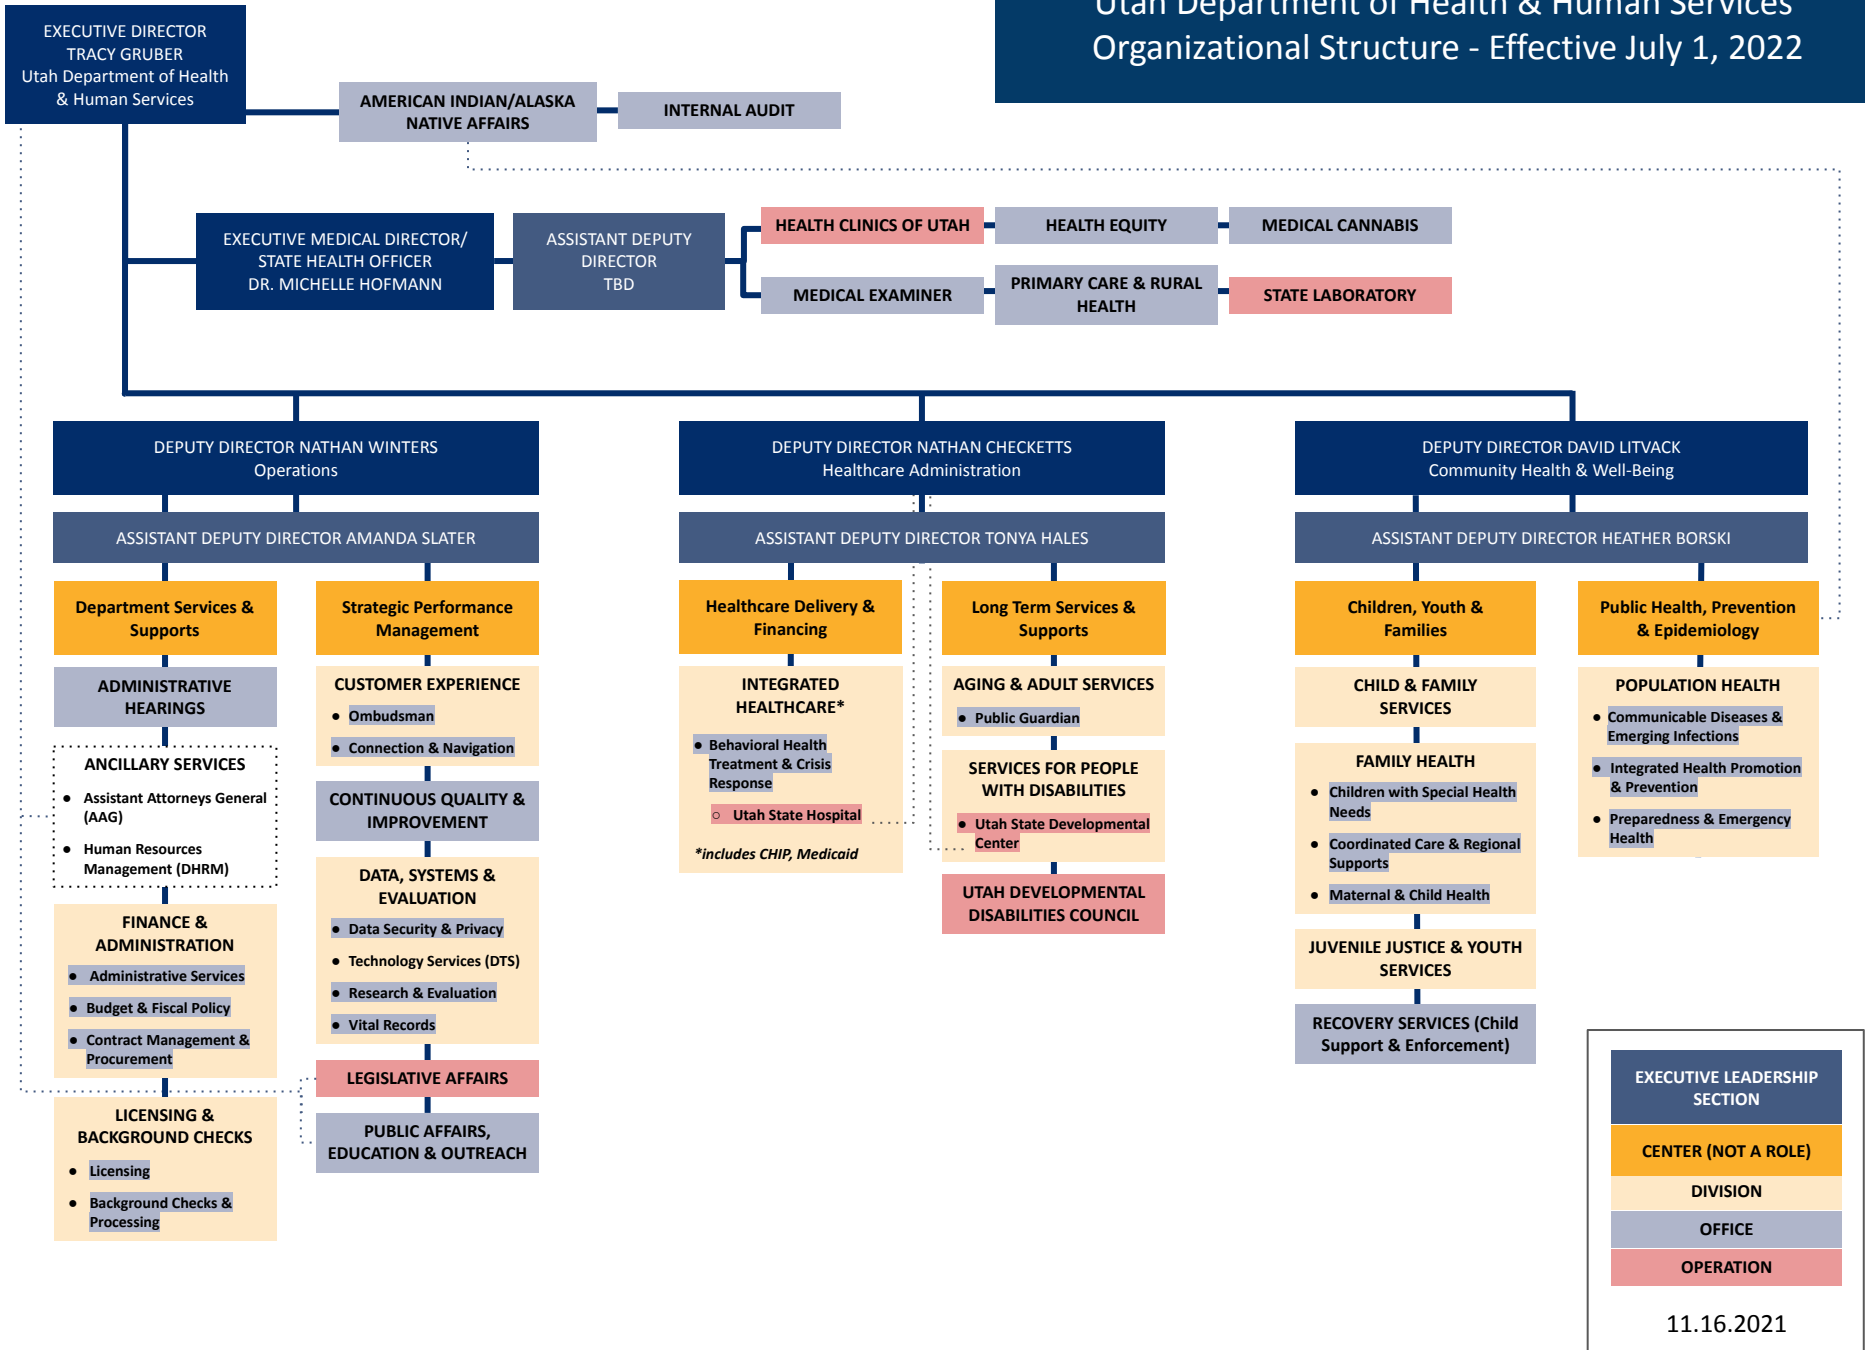 Utah Department of Health & Human Services
Organizational Structure - Effective July 1, 2022
EXECUTIVE DIRECTOR
TRACY GRUBER
Utah Department of Health
& Human Services
AMERICAN INDIAN/ALASKA
NATIVE AFFAIRS
INTERNAL AUDIT
EXECUTIVE MEDICAL DIRECTOR/
STATE HEALTH OFFICER
DR. MICHELLE HOFMANN
ASSISTANT DEPUTY
DIRECTOR
TBD
HEALTH CLINICS OF UTAH
HEALTH EQUITY
MEDICAL CANNABIS
MEDICAL EXAMINER
PRIMARY CARE & RURAL
HEALTH
STATE LABORATORY
DEPUTY DIRECTOR NATHAN WINTERS
Operations
ASSISTANT DEPUTY DIRECTOR AMANDA SLATER
Department Services &
Supports
ADMINISTRATIVE
HEARINGS
ANCILLARY SERVICES
● Assistant Attorneys General
(AAG)
● Human Resources
Management (DHRM)
FINANCE &
ADMINISTRATION
● Administrative Services
● Budget & Fiscal Policy
● Contract Management &
Procurement
LICENSING &
BACKGROUND CHECKS
● Licensing
● Background Checks &
Processing
Strategic Performance
Management
CUSTOMER EXPERIENCE
● Ombudsman
● Connection & Navigation
CONTINUOUS QUALITY &
IMPROVEMENT
DATA, SYSTEMS &
EVALUATION
● Data Security & Privacy
● Technology Services (DTS)
● Research & Evaluation
● Vital Records
LEGISLATIVE AFFAIRS
PUBLIC AFFAIRS,
EDUCATION & OUTREACH
DEPUTY DIRECTOR NATHAN CHECKETTS
Healthcare Administration
ASSISTANT DEPUTY DIRECTOR TONYA HALES
Healthcare Delivery &
Financing
INTEGRATED
HEALTHCARE*
● Behavioral Health
Treatment & Crisis
Response
○ Utah State Hospital
*includes CHIP, Medicaid
Long Term Services &
Supports
AGING & ADULT SERVICES
● Public Guardian
SERVICES FOR PEOPLE
WITH DISABILITIES
● Utah State Developmental
Center
UTAH DEVELOPMENTAL
DISABILITIES COUNCIL
DEPUTY DIRECTOR DAVID LITVACK
Community Health & Well-Being
ASSISTANT DEPUTY DIRECTOR HEATHER BORSKI
Children, Youth &
Families
CHILD & FAMILY
SERVICES
FAMILY HEALTH
● Children with Special Health
Needs
● Coordinated Care & Regional
Supports
● Maternal & Child Health
JUVENILE JUSTICE & YOUTH
SERVICES
RECOVERY SERVICES (Child
Support & Enforcement)
Public Health, Prevention
& Epidemiology
POPULATION HEALTH
● Communicable Diseases &
Emerging Infections
● Integrated Health Promotion
& Prevention
● Preparedness & Emergency
Health
EXECUTIVE LEADERSHIP
SECTION
CENTER (NOT A ROLE)
DIVISION
OFFICE
OPERATION
11.16.2021